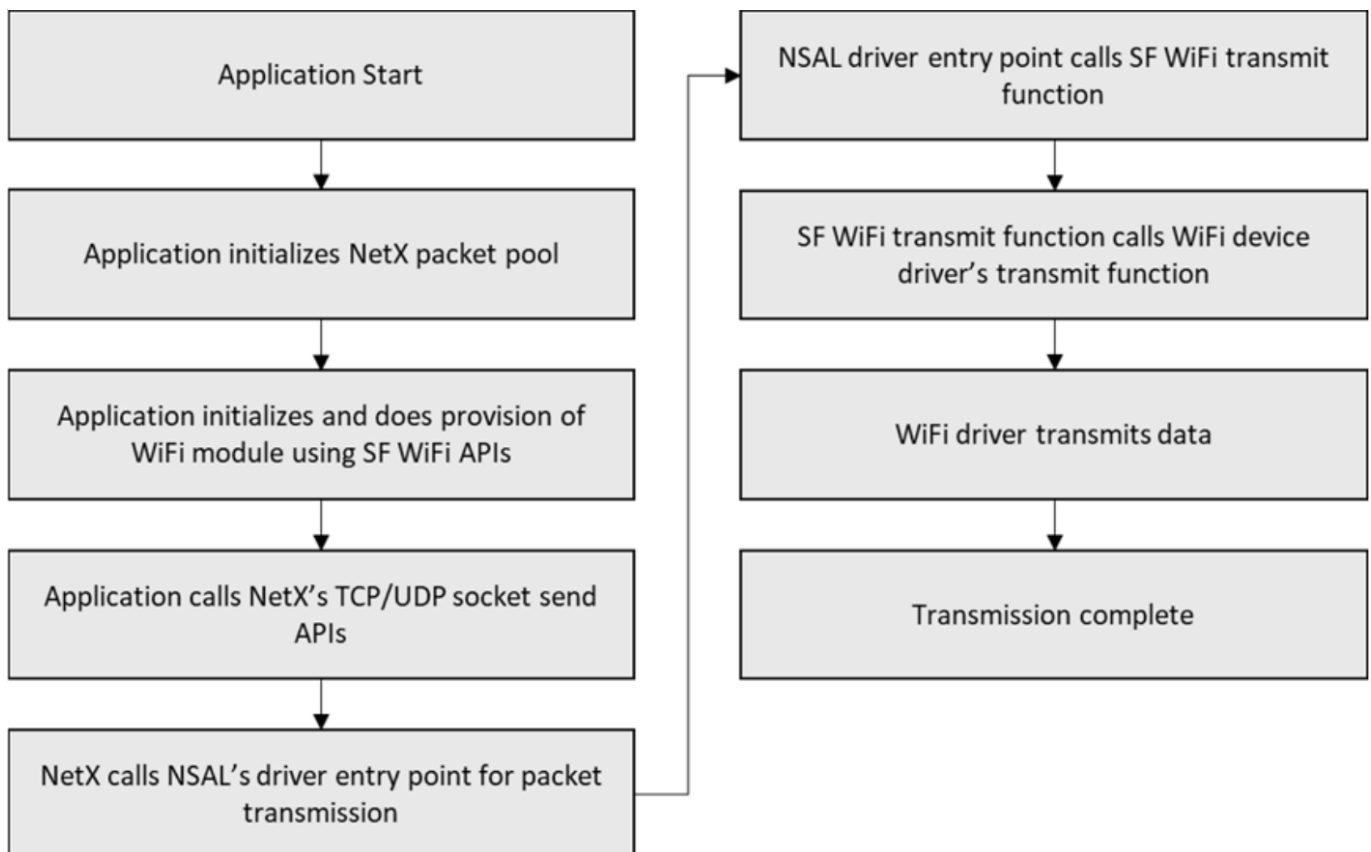 Application Start
Application initializes NetX packet pool
Application initializes and does provision of
WiFi module using SF WiFi APIs
Application calls NetX’s TCP/UDP socket send
APIs
NetX calls NSAL’s driver entry point for packet
transmission
NSAL driver entry point calls SF WiFi transmit
function
SF WiFi transmit function calls WiFi device
driver’s transmit function
WiFi driver transmits data
Transmission complete